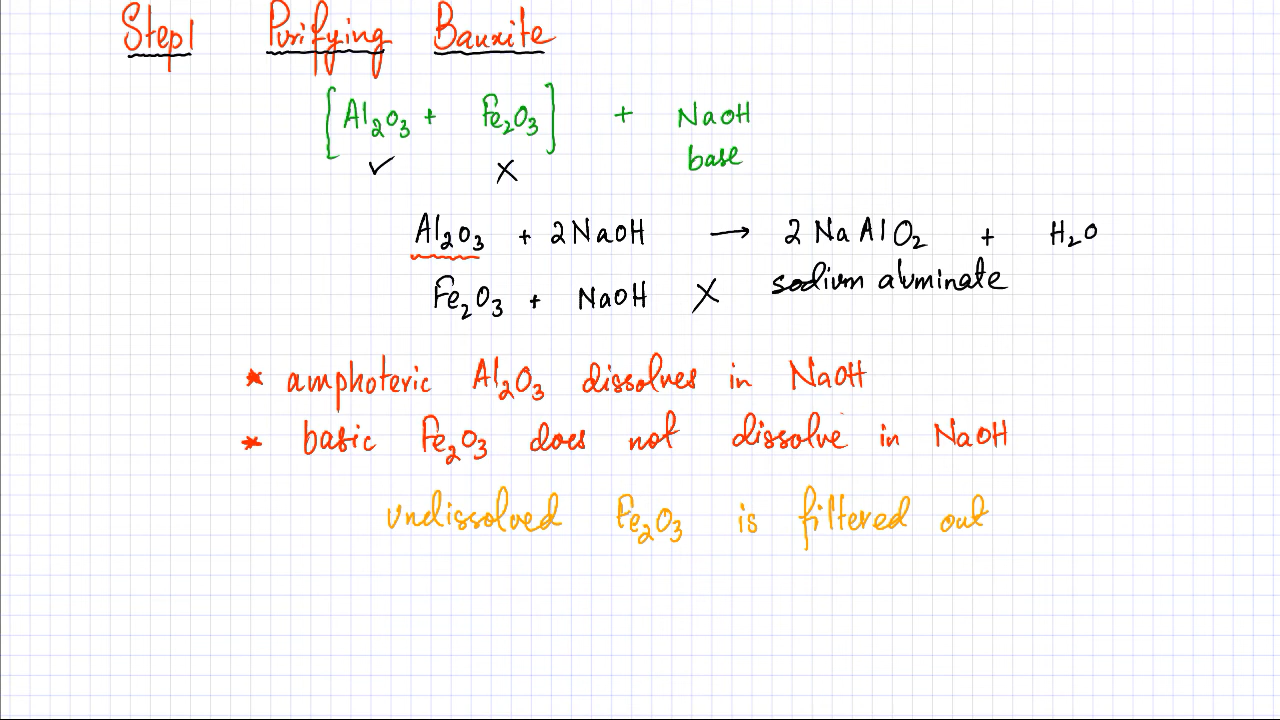 Step1 Purifying Bauxite
[Al₂O₃ + Fe₂O₃] + NaOH
✓ X base
Al₂O₃ + 2NaOH → 2NaAlO₂ + H₂O
Fe₂O₃ + NaOH X sodium aluminate
* amphoteric Al₂O₃ dissolves in NaOH
* basic Fe₂O₃ does not dissolve in NaOH
undissolved Fe₂O₃ is filtered out